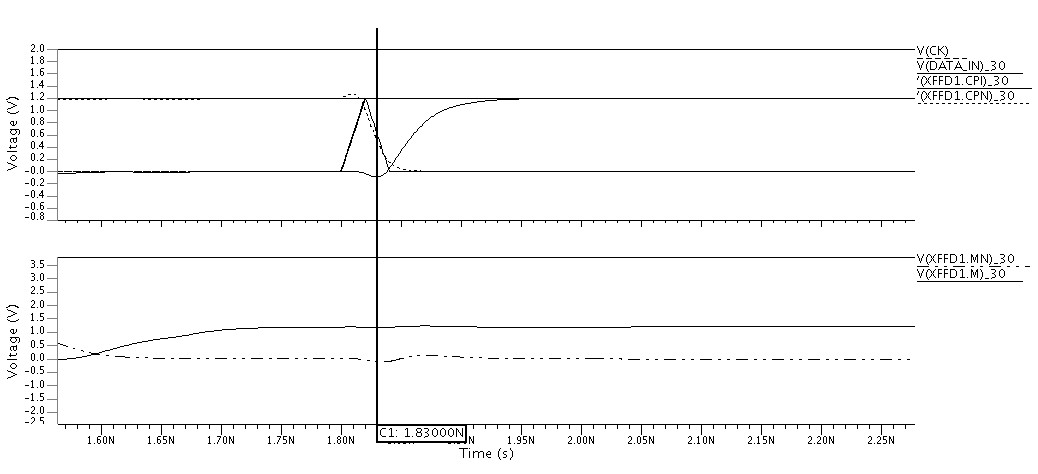 2.0
1.8
1.6
1.4
1.2
1.0
0.8
0.6
0.4
0.2
-0.0
-0.2
-0.4
-0.6
-0.8
Voltage (V)
V(CK)
V(DATA_IN)_30
'(XFFD1.CPI)_30
'(XFFD1.CPN)_30
3.5
3.0
2.5
2.0
1.5
1.0
0.5
0.0
-0.5
-1.0
-1.5
-2.0
-2.5
Voltage (V)
V(XFFD1.MN)_30
V(XFFD1.M)_30
1.60N 1.65N 1.70N 1.75N 1.80N 1.95N 2.00N 2.05N 2.10N 2.15N 2.20N 2.25N
C1: 1.83000N
Time (s)